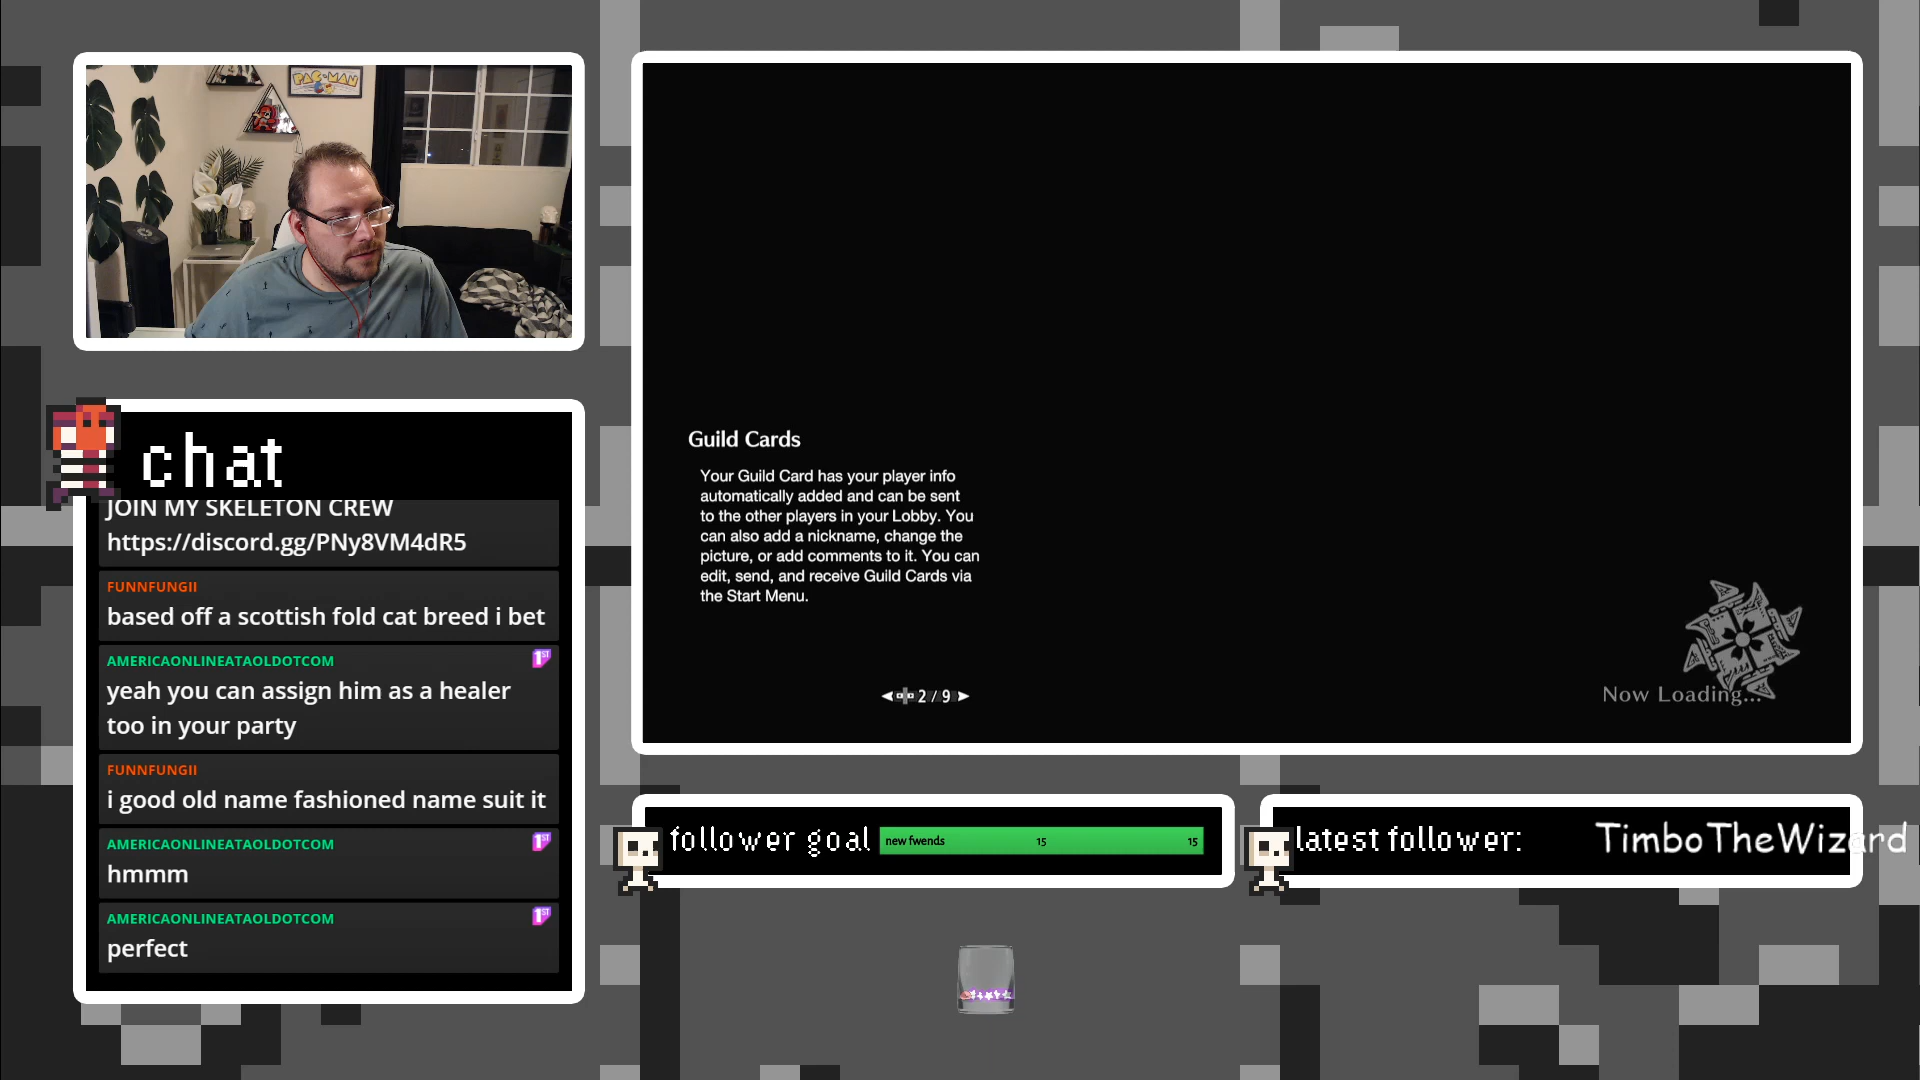 PAC-MAN
chat
JOIN MY SKELETON CREW
https://discord.gg/PNy8VM4dR5
FUNNFUNGII
based off a scottish fold cat breed i bet
AMERICAONLINEATAOLDOTCOM
1ST
yeah you can assign him as a healer
too in your party
FUNNFUNGII
i good old name fashioned name suit it
AMERICAONLINEATAOLDOTCOM
1ST
hmmm
AMERICAONLINEATAOLDOTCOM
1ST
perfect
Guild Cards
Your Guild Card has your player info
automatically added and can be sent
to the other players in your Lobby. You
can also add a nickname, change the
picture, or add comments to it. You can
edit, send, and receive Guild Cards via
the Start Menu.
2 / 9
Now Loading...
follower goal
new fwends 15 15
latest follower: TimboTheWizard